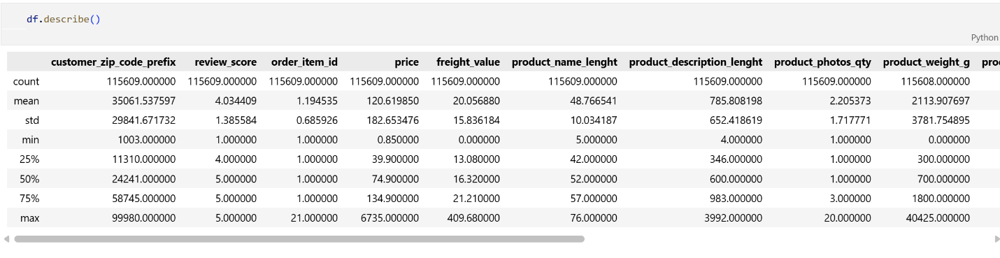 df.describe()
Python
customer_zip_code_prefix review_score order_item_id price freight_value product_name_lenght product_description_lenght product_photos_qty product_weight_g proc
count 115609.000000 115609.000000 115609.000000 115609.000000 115609.000000 115609.000000 115609.000000 115609.000000 115608.000000
mean 35061.537597 4.034409 1.194535 120.619850 20.056880 48.766541 785.808198 2.205373 2113.907697
std 29841.671732 1.385584 0.685926 182.653476 15.836184 10.034187 652.418619 1.717771 3781.754895
min 1003.000000 1.000000 1.000000 0.850000 0.000000 5.000000 4.000000 1.000000 0.000000
25% 11310.000000 4.000000 1.000000 39.900000 13.080000 42.000000 346.000000 1.000000 300.000000
50% 24241.000000 5.000000 1.000000 74.900000 16.320000 52.000000 600.000000 1.000000 700.000000
75% 58745.000000 5.000000 1.000000 134.900000 21.210000 57.000000 983.000000 3.000000 1800.000000
max 99980.000000 5.000000 21.000000 6735.000000 409.680000 76.000000 3992.000000 20.000000 40425.000000